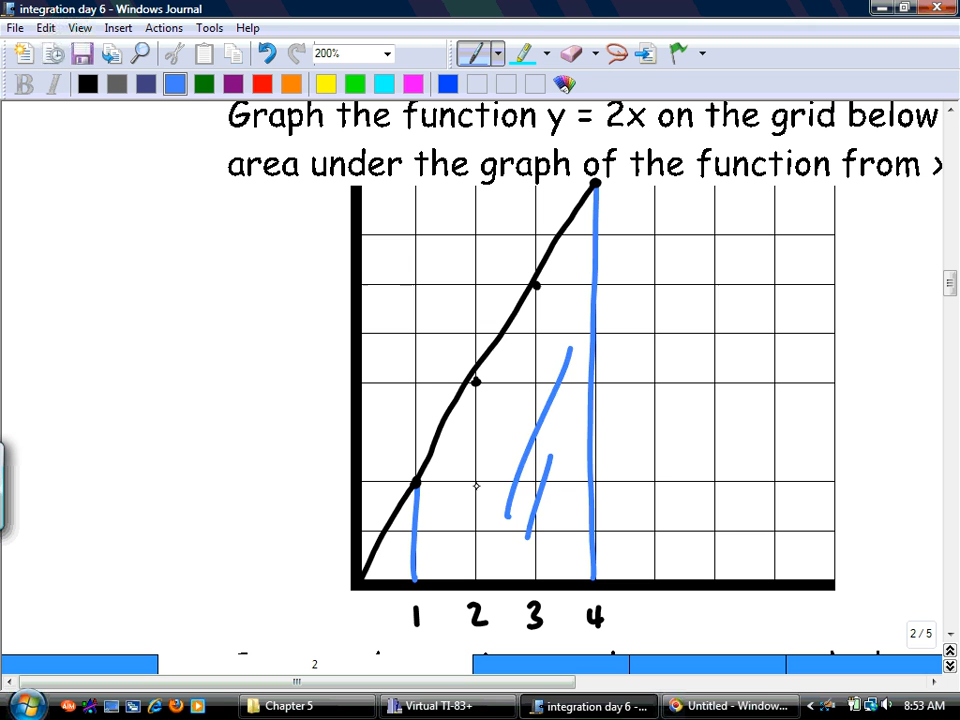 integration day 6 - Windows Journal
File Edit View Insert Actions Tools Help
200%
B I
Graph the function y = 2x on the grid below
area under the graph of the function from x
1 2 3 4
2 / 5
2
Chapter 5 Virtual TI-83+ integration day 6 -... Untitled - Window... 8:53 AM